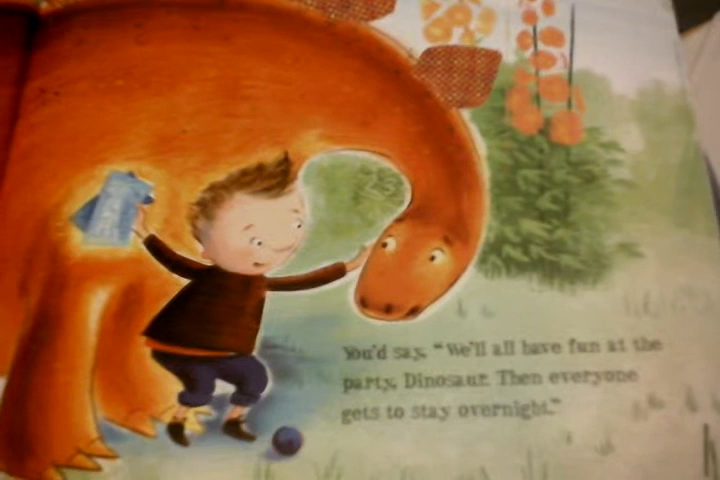 You'd say, "We'll all have fun at the
party, Dinosaur. Then everyone
gets to stay overnight."